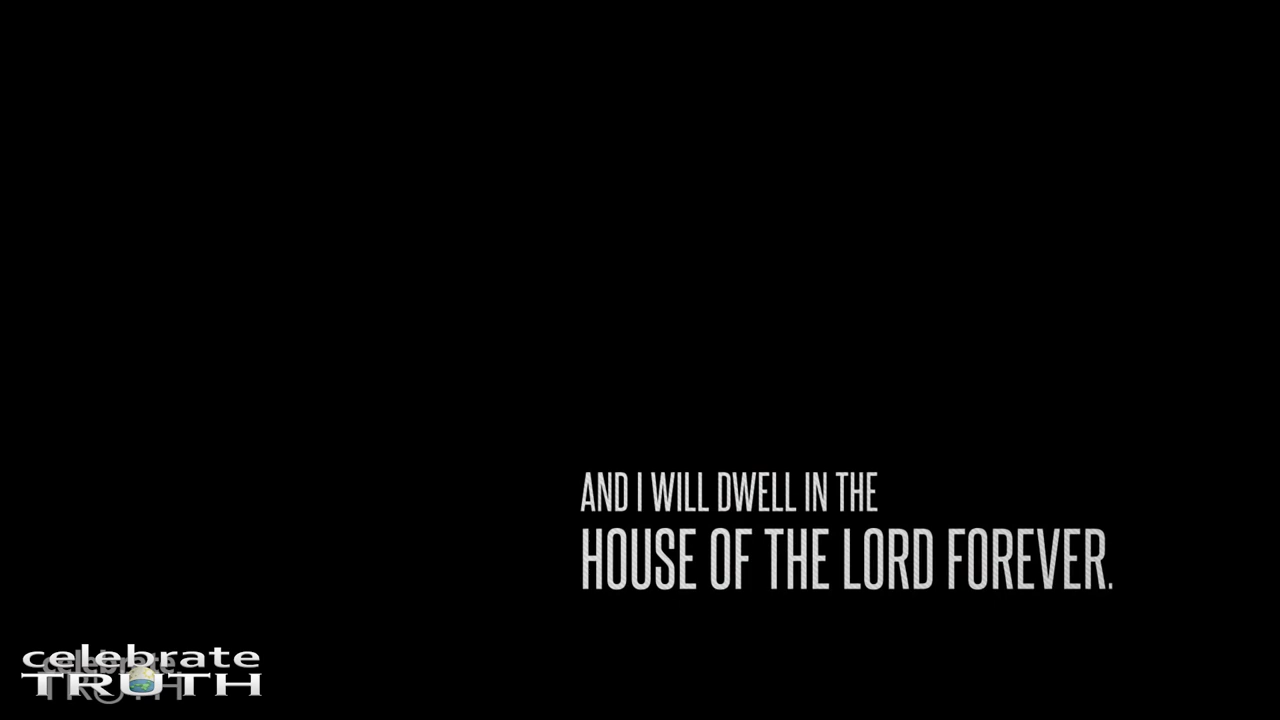 AND I WILL DWELL IN THE
HOUSE OF THE LORD FOREVER.
celebrate
TRUTH